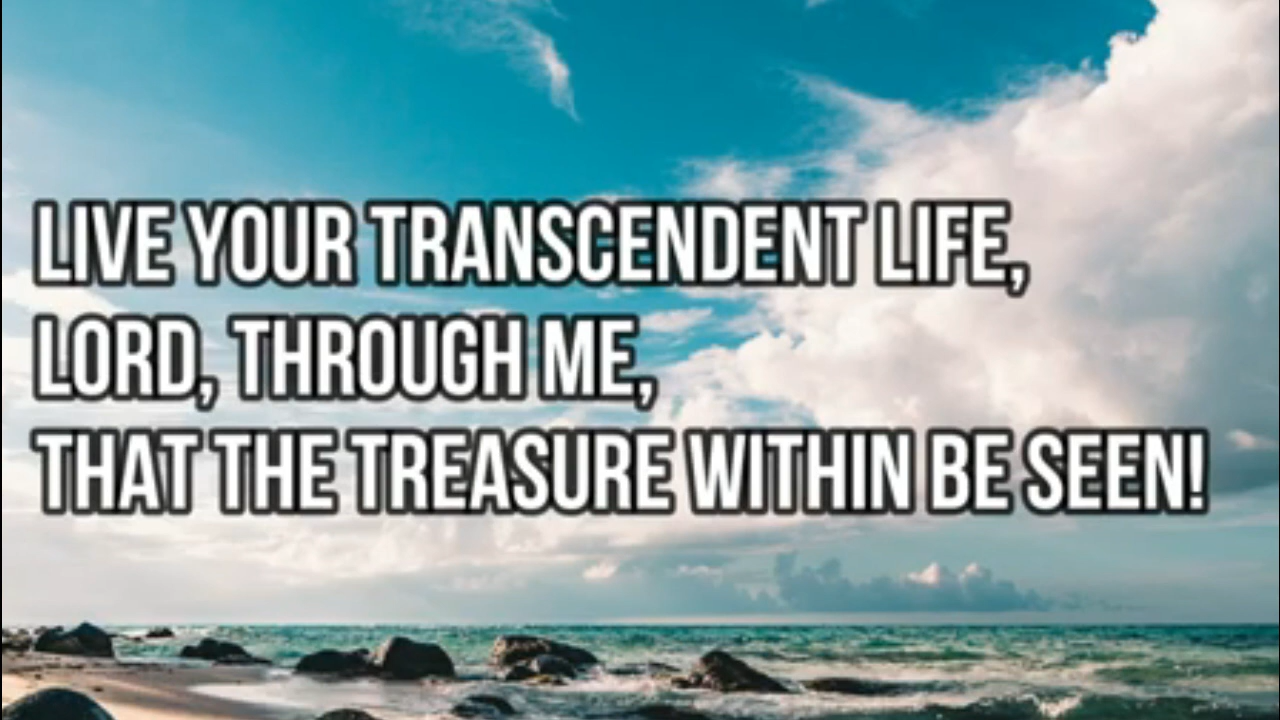 LIVE YOUR TRANSCENDENT LIFE,
LORD, THROUGH ME,
THAT THE TREASURE WITHIN BE SEEN!